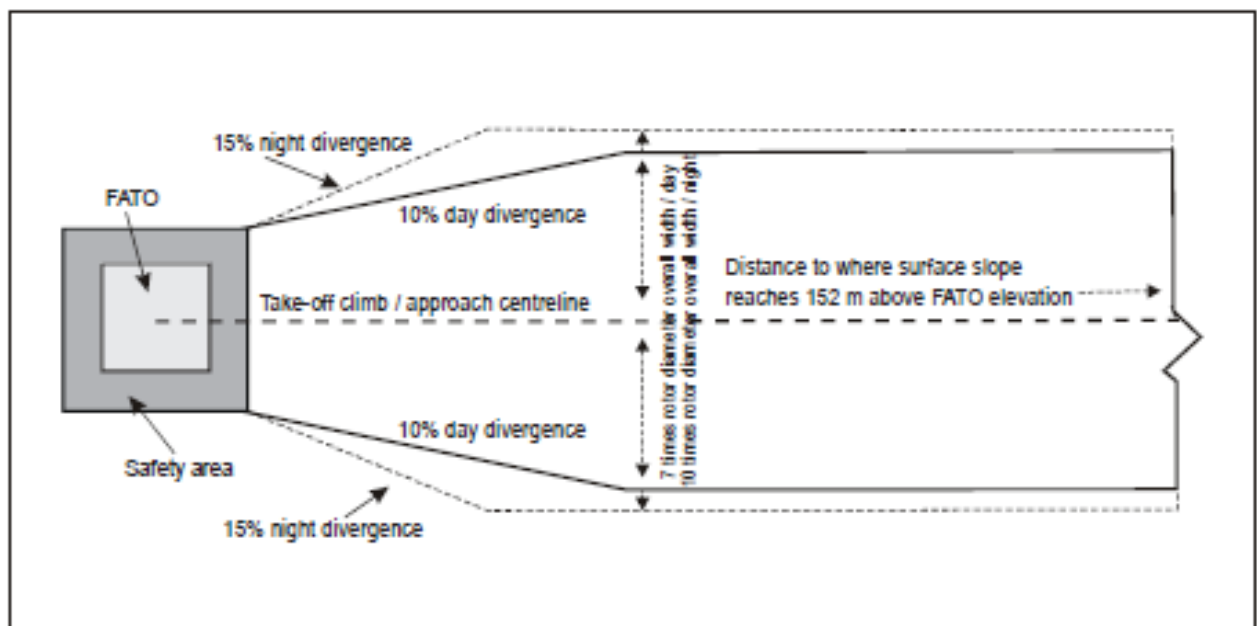 15% night divergence
FATO
10% day divergence
7 times rotor diameter overall width / day
10 times rotor diameter overall width / night
Distance to where surface slope
reaches 152 m above FATO elevation
Take-off climb / approach centreline
10% day divergence
Safety area
15% night divergence